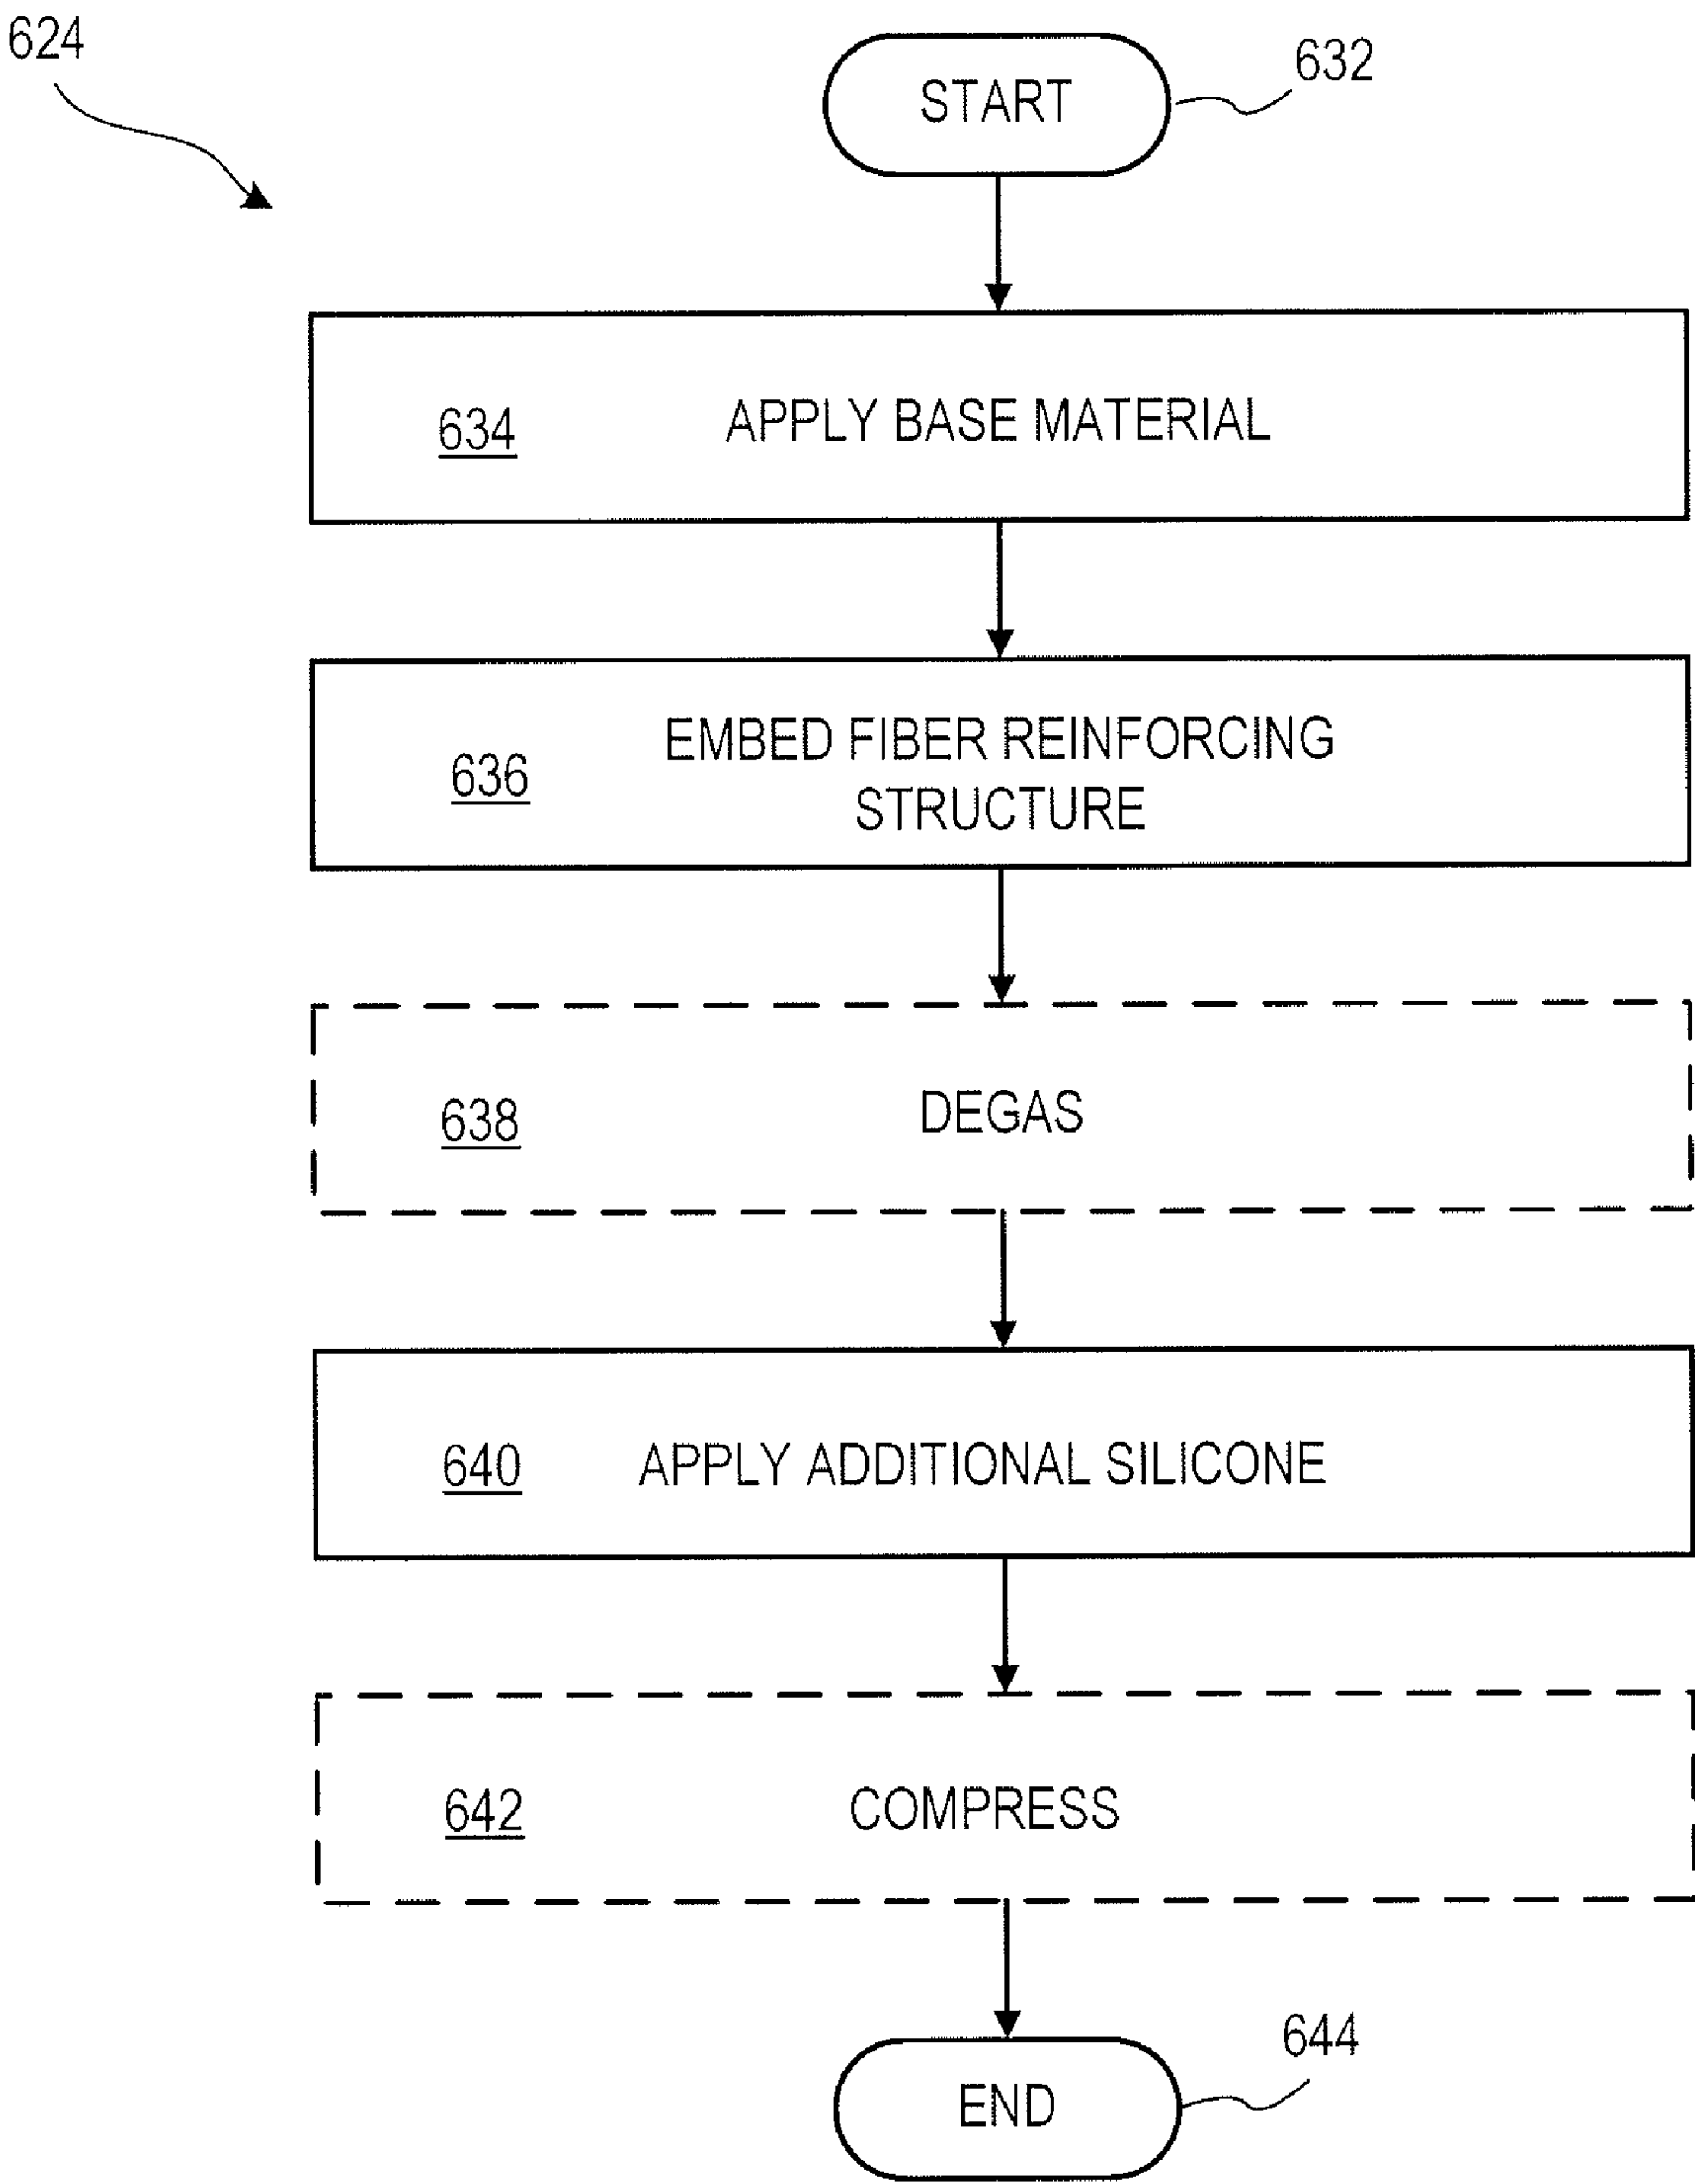 624
START
632
634
APPLY BASE MATERIAL
636
EMBED FIBER REINFORCING
STRUCTURE
638
DEGAS
640
APPLY ADDITIONAL SILICONE
642
COMPRESS
END
644